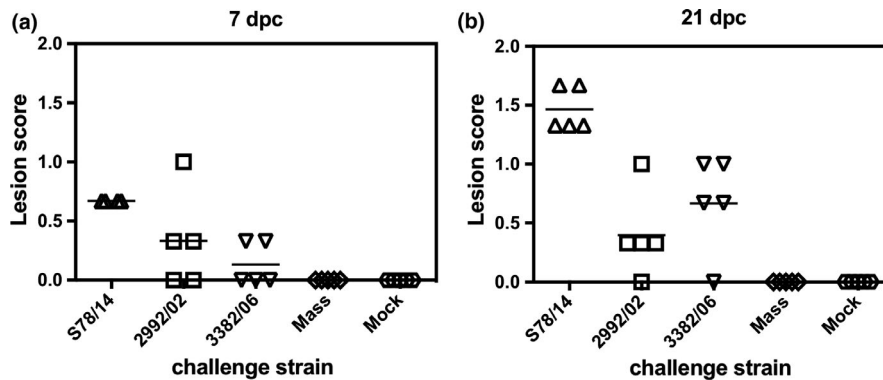 (a)
7 dpc
Lesion score
2.0
1.5
1.0
0.5
0.0
S78/14
2992/02
3382/06
Mass
Mock
challenge strain
(b)
21 dpc
Lesion score
2.0
1.5
1.0
0.5
0.0
S78/14
2992/02
3382/06
Mass
Mock
challenge strain